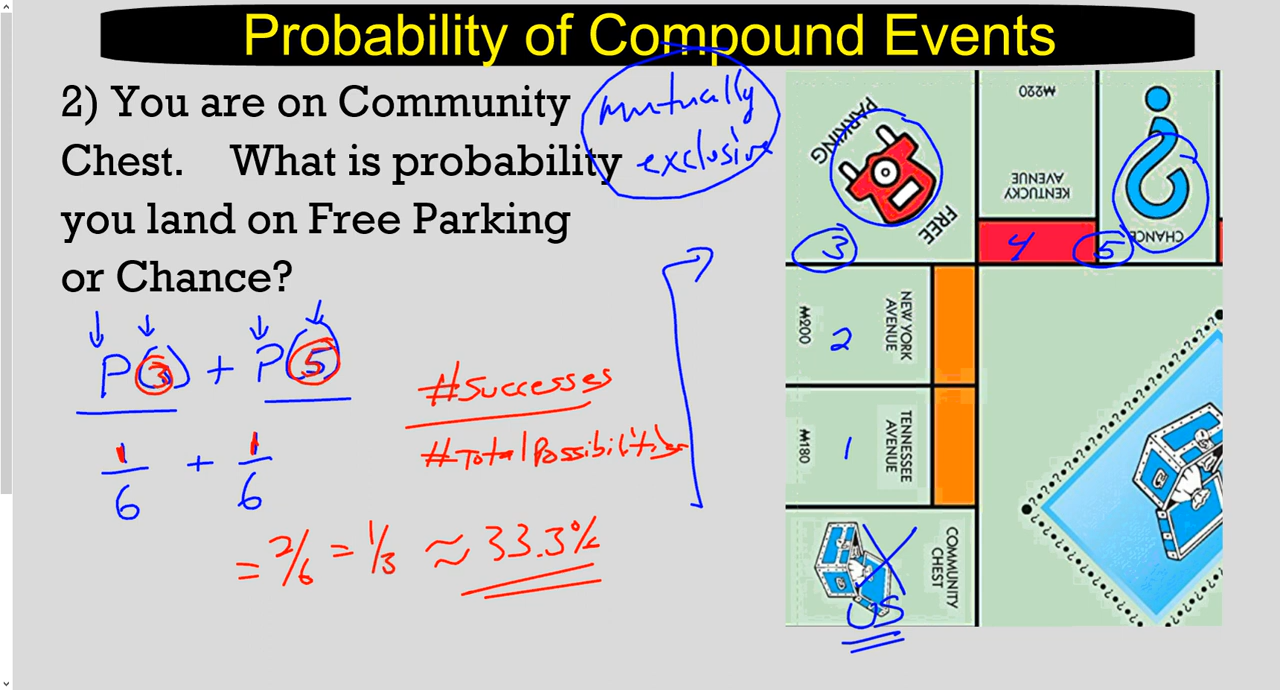 Probability of Compound Events
2) You are on Community
Chest. What is probability
you land on Free Parking
or Chance?
mutually
exclusive
P(3) + P(5)
1/6 + 1/6
= 2/6 = 1/3 ≈ 33.3%
#Successes
#Total Possibilities
FREE
PARKING
3
₩220
KENTUCKY
AVENUE
4
CHANCE
5
NEW YORK
AVENUE
₩200
2
TENNESSEE
AVENUE
₩180
1
COMMUNITY
CHEST
US